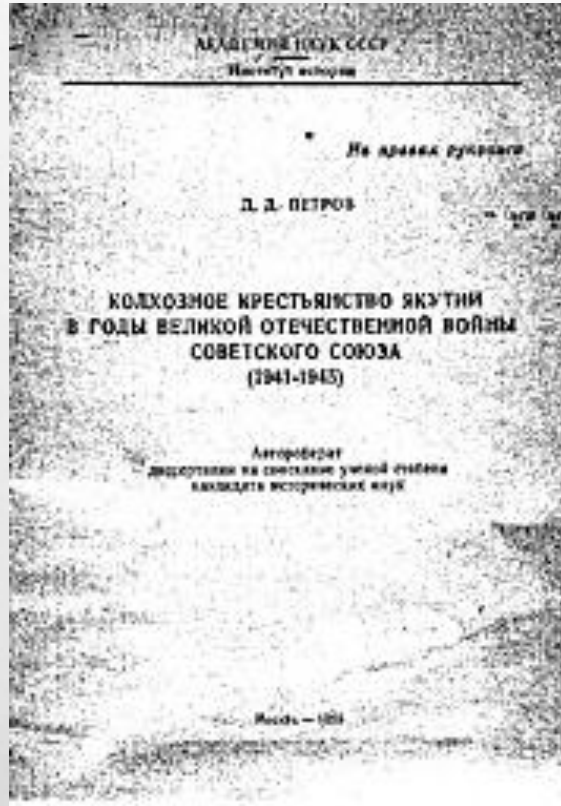 АКАДЕМИЯ НАУК СССР
Институт истории
На правах рукописи
Д. Д. ПЕТРОВ
КОЛХОЗНОЕ КРЕСТЬЯНСТВО ЯКУТИИ
В ГОДЫ ВЕЛИКОЙ ОТЕЧЕСТВЕННОЙ ВОЙНЫ
СОВЕТСКОГО СОЮЗА
(1941-1945)
Автореферат
диссертации на соискание ученой степени
кандидата исторических наук
Москва —